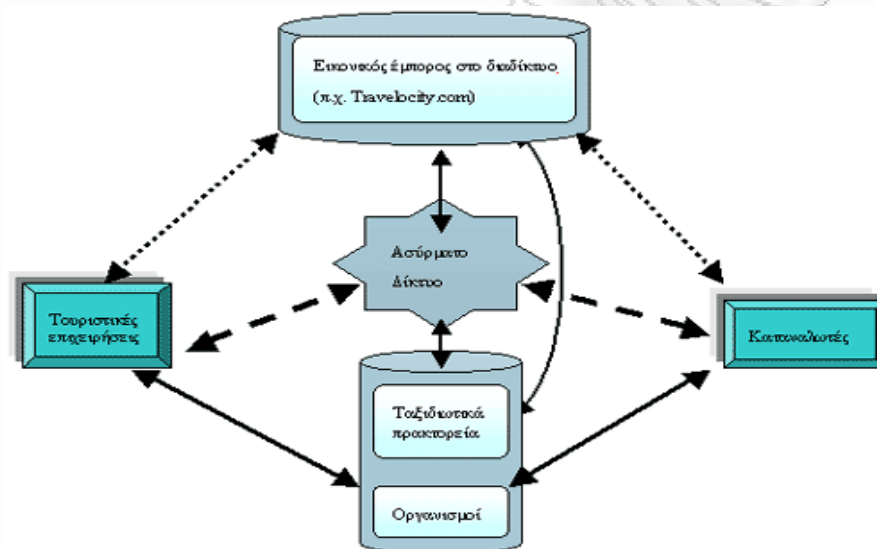 Εικονικός έμπορος στο διαδίκτυο,
(π.χ. Travelocity.com)
Ασύρματο
Δίκτυο
Τουριστικές
επιχειρήσεις
Καταναλωτές
Ταξιδιωτικά
πρακτορεία
Οργανισμοί